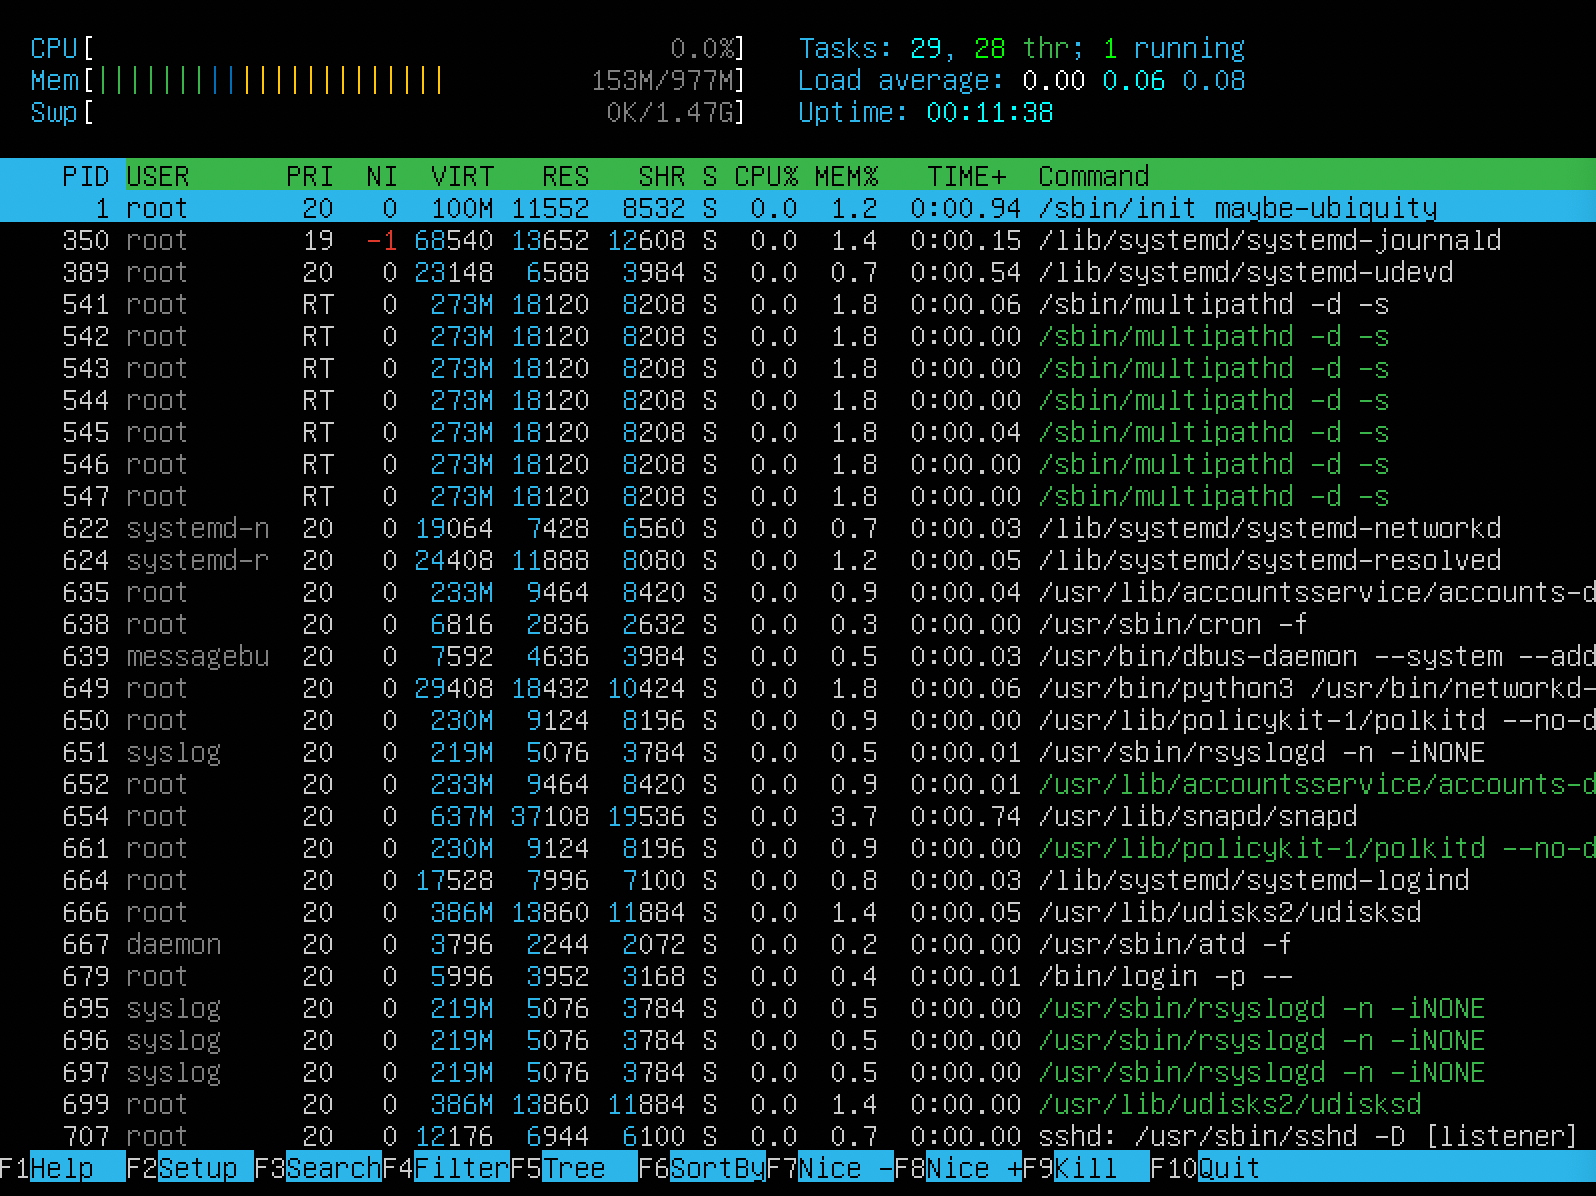 CPU[ 0.0%] Tasks: 29, 28 thr; 1 running
Mem[||||||||||||||||||||||| 153M/977M] Load average: 0.00 0.06 0.08
Swp[ 0K/1.47G] Uptime: 00:11:38
PID USER PRI NI VIRT RES SHR S CPU% MEM% TIME+ Command
1 root 20 0 100M 11552 8532 S 0.0 1.2 0:00.94 /sbin/init maybe-ubiquity
350 root 19 -1 68540 13652 12608 S 0.0 1.4 0:00.15 /lib/systemd/systemd-journald
389 root 20 0 23148 6588 3984 S 0.0 0.7 0:00.54 /lib/systemd/systemd-udevd
541 root RT 0 273M 18120 8208 S 0.0 1.8 0:00.06 /sbin/multipathd -d -s
542 root RT 0 273M 18120 8208 S 0.0 1.8 0:00.00 /sbin/multipathd -d -s
543 root RT 0 273M 18120 8208 S 0.0 1.8 0:00.00 /sbin/multipathd -d -s
544 root RT 0 273M 18120 8208 S 0.0 1.8 0:00.00 /sbin/multipathd -d -s
545 root RT 0 273M 18120 8208 S 0.0 1.8 0:00.04 /sbin/multipathd -d -s
546 root RT 0 273M 18120 8208 S 0.0 1.8 0:00.00 /sbin/multipathd -d -s
547 root RT 0 273M 18120 8208 S 0.0 1.8 0:00.00 /sbin/multipathd -d -s
622 systemd-n 20 0 19064 7428 6560 S 0.0 0.7 0:00.03 /lib/systemd/systemd-networkd
624 systemd-r 20 0 24408 11888 8080 S 0.0 1.2 0:00.05 /lib/systemd/systemd-resolved
635 root 20 0 233M 9464 8420 S 0.0 0.9 0:00.04 /usr/lib/accountsservice/accounts-d
638 root 20 0 6816 2836 2632 S 0.0 0.3 0:00.00 /usr/sbin/cron -f
639 messagebu 20 0 7592 4636 3984 S 0.0 0.5 0:00.03 /usr/bin/dbus-daemon --system --add
649 root 20 0 29408 18432 10424 S 0.0 1.8 0:00.06 /usr/bin/python3 /usr/bin/networkd-
650 root 20 0 230M 9124 8196 S 0.0 0.9 0:00.00 /usr/lib/policykit-1/polkitd --no-d
651 syslog 20 0 219M 5076 3784 S 0.0 0.5 0:00.01 /usr/sbin/rsyslogd -n -iNONE
652 root 20 0 233M 9464 8420 S 0.0 0.9 0:00.01 /usr/lib/accountsservice/accounts-d
654 root 20 0 637M 37108 19536 S 0.0 3.7 0:00.74 /usr/lib/snapd/snapd
661 root 20 0 230M 9124 8196 S 0.0 0.9 0:00.00 /usr/lib/policykit-1/polkitd --no-d
664 root 20 0 17528 7996 7100 S 0.0 0.8 0:00.03 /lib/systemd/systemd-logind
666 root 20 0 386M 13860 11884 S 0.0 1.4 0:00.05 /usr/lib/udisks2/udisksd
667 daemon 20 0 3796 2244 2072 S 0.0 0.2 0:00.00 /usr/sbin/atd -f
679 root 20 0 5996 3952 3168 S 0.0 0.4 0:00.01 /bin/login -p --
695 syslog 20 0 219M 5076 3784 S 0.0 0.5 0:00.00 /usr/sbin/rsyslogd -n -iNONE
696 syslog 20 0 219M 5076 3784 S 0.0 0.5 0:00.00 /usr/sbin/rsyslogd -n -iNONE
697 syslog 20 0 219M 5076 3784 S 0.0 0.5 0:00.00 /usr/sbin/rsyslogd -n -iNONE
699 root 20 0 386M 13860 11884 S 0.0 1.4 0:00.00 /usr/lib/udisks2/udisksd
707 root 20 0 12176 6944 6100 S 0.0 0.7 0:00.00 sshd: /usr/sbin/sshd -D [listener]
F1Help F2Setup F3SearchF4FilterF5Tree F6SortByF7Nice -F8Nice +F9Kill F10Quit